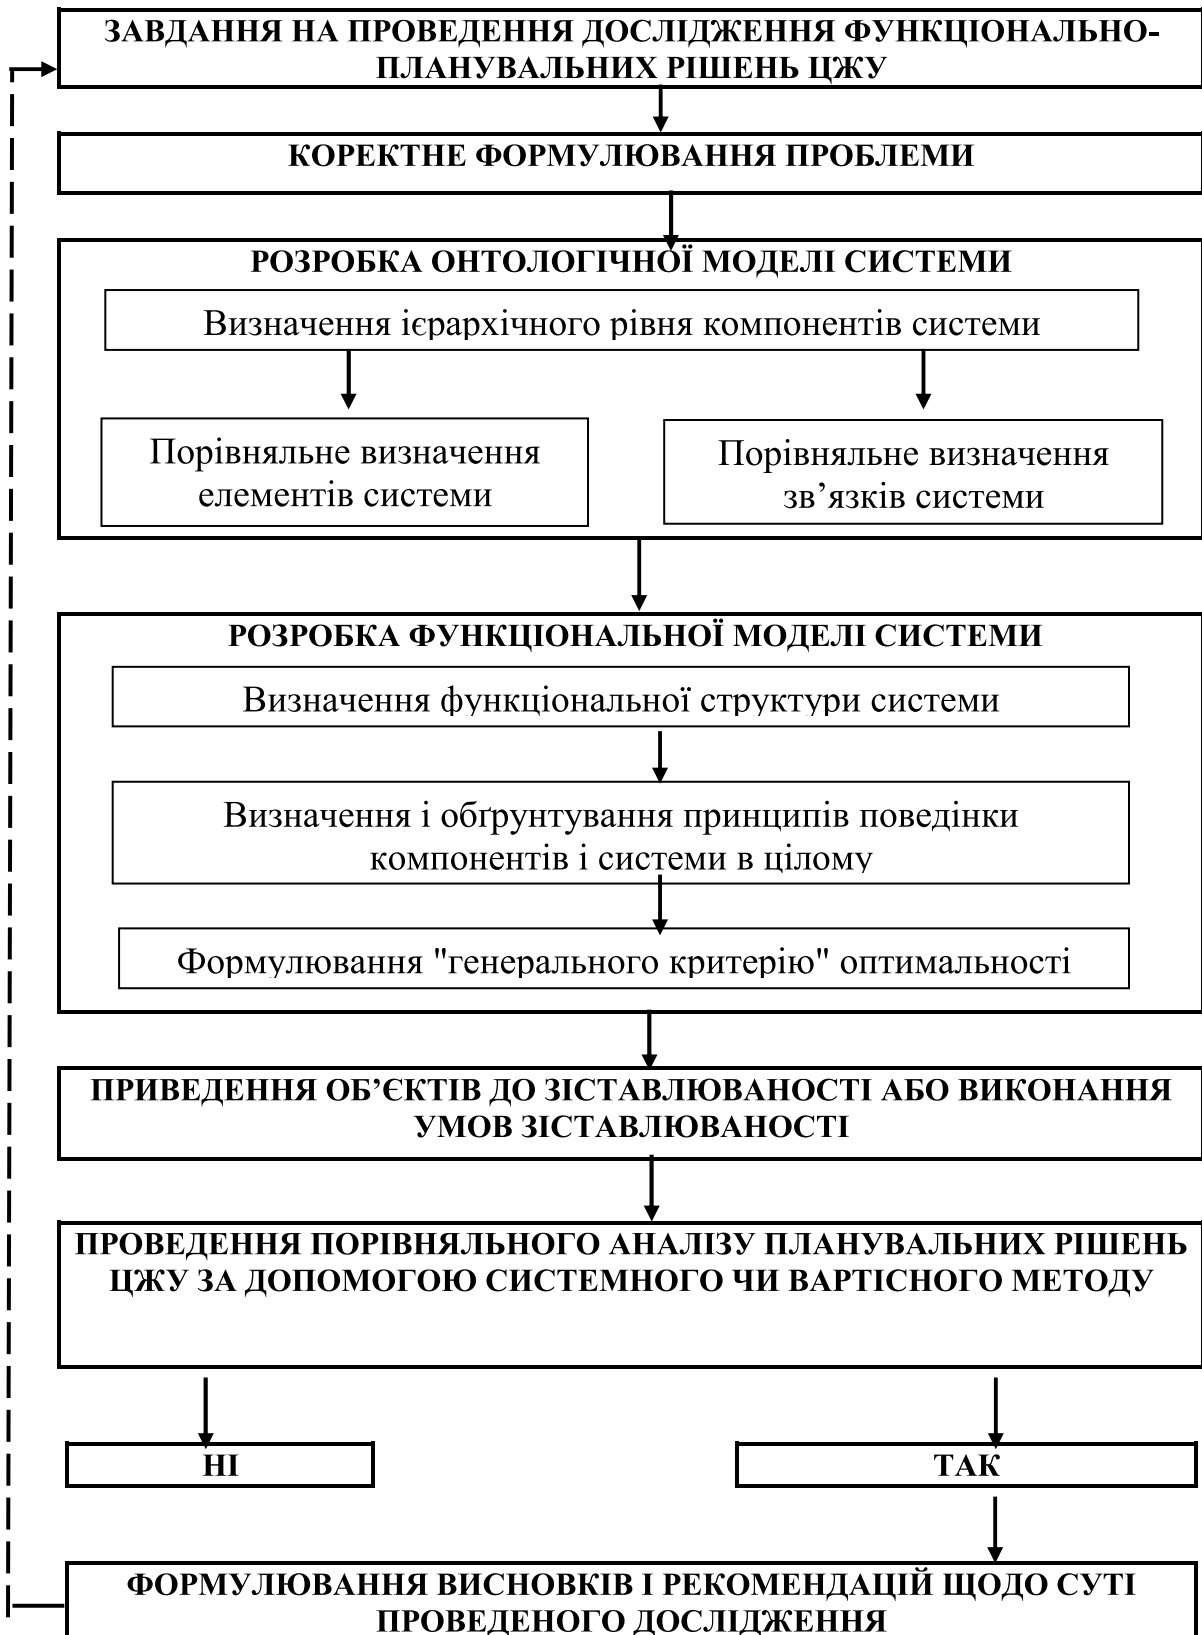 ЗАВДАННЯ НА ПРОВЕДЕННЯ ДОСЛІДЖЕННЯ ФУНКЦІОНАЛЬНО-
ПЛАНУВАЛЬНИХ РІШЕНЬ ЦЖУ
КОРЕКТНЕ ФОРМУЛЮВАННЯ ПРОБЛЕМИ
РОЗРОБКА ОНТОЛОГІЧНОЇ МОДЕЛІ СИСТЕМИ
Визначення ієрархічного рівня компонентів системи
Порівняльне визначення
елементів системи
Порівняльне визначення
зв’язків системи
РОЗРОБКА ФУНКЦІОНАЛЬНОЇ МОДЕЛІ СИСТЕМИ
Визначення функціональної структури системи
Визначення і обґрунтування принципів поведінки
компонентів і системи в цілому
Формулювання "генерального критерію" оптимальності
ПРИВЕДЕННЯ ОБ’ЄКТІВ ДО ЗІСТАВЛЮВАНОСТІ АБО ВИКОНАННЯ
УМОВ ЗІСТАВЛЮВАНОСТІ
ПРОВЕДЕННЯ ПОРІВНЯЛЬНОГО АНАЛІЗУ ПЛАНУВАЛЬНИХ РІШЕНЬ
ЦЖУ ЗА ДОПОМОГОЮ СИСТЕМНОГО ЧИ ВАРТІСНОГО МЕТОДУ
НІ
ТАК
ФОРМУЛЮВАННЯ ВИСНОВКІВ І РЕКОМЕНДАЦІЙ ЩОДО СУТІ
ПРОВЕДЕНОГО ДОСЛІДЖЕННЯ